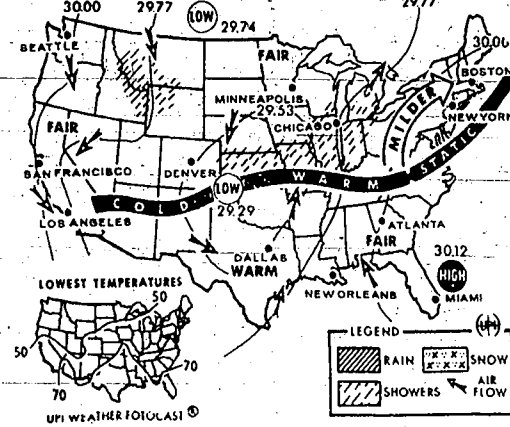 30.00
29.77
LOW
29.74
29.77
SEATTLE
FAIR
30.06
BOSTON
MINNEAPOLIS
29.53
NEW YORK
CHICAGO
MILDER
FAIR
SAN FRANCISCO
DENVER
STATIC
WARM
LOW
COLD
29.29
LOS ANGELES
ATLANTA
FAIR
DALLAS
WARM
30.12
HIGH
NEW ORLEANS
MIAMI
LOWEST TEMPERATURES
50
50
70
70
LEGEND
UPI
RAIN
SNOW
SHOWERS
AIR FLOW
UPI WEATHER FOTOCAST ®